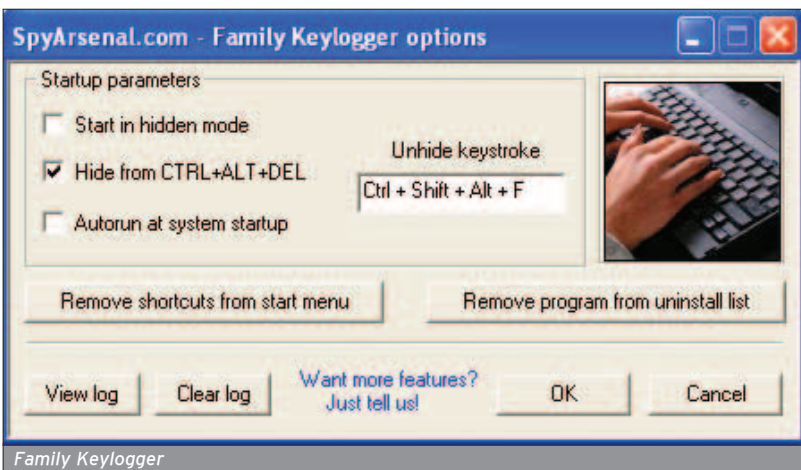 SpyArsenal.com - Family Keylogger options
Startup parameters
Start in hidden mode
Hide from CTRL+ALT+DEL
Autorun at system startup
Unhide keystroke
Ctrl + Shift + Alt + F
Remove shortcuts from start menu
Remove program from uninstall list
View log
Clear log
Want more features?
Just tell us!
OK
Cancel
Family Keylogger